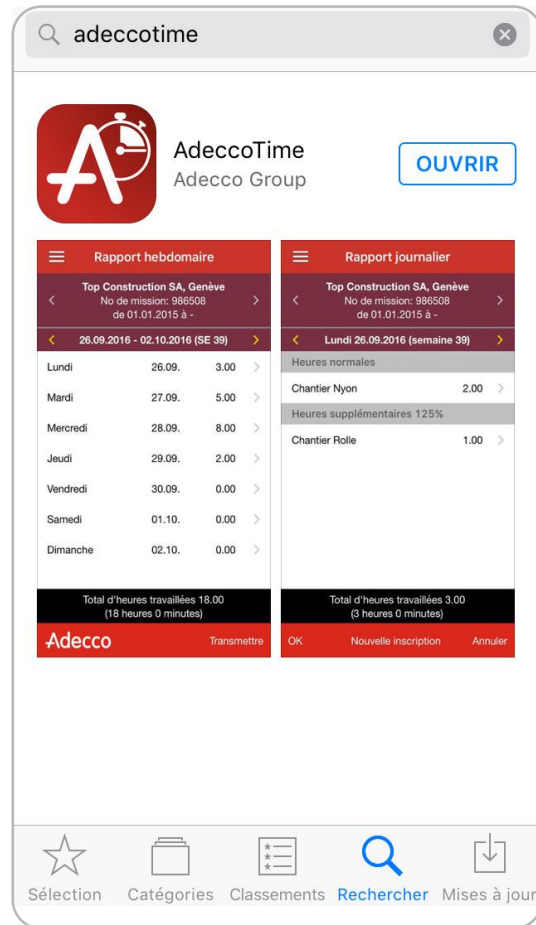 adeccotime
AdeccoTime
Adecco Group
OUVRIR
Rapport hebdomaire
Top Construction SA, Genève
No de mission: 986508
de 01.01.2015 à -
26.09.2016 - 02.10.2016 (SE 39)
Lundi 26.09. 3.00
Mardi 27.09. 5.00
Mercredi 28.09. 8.00
Jeudi 29.09. 2.00
Vendredi 30.09. 0.00
Samedi 01.10. 0.00
Dimanche 02.10. 0.00
Total d'heures travaillées 18.00
(18 heures 0 minutes)
Adecco Transmettre
Rapport journalier
Top Construction SA, Genève
No de mission: 986508
de 01.01.2015 à -
Lundi 26.09.2016 (semaine 39)
Heures normales
Chantier Nyon 2.00
Heures supplémentaires 125%
Chantier Rolle 1.00
Total d'heures travaillées 3.00
(3 heures 0 minutes)
OK Nouvelle inscription Annuler
Sélection Catégories Classements Rechercher Mises à jour